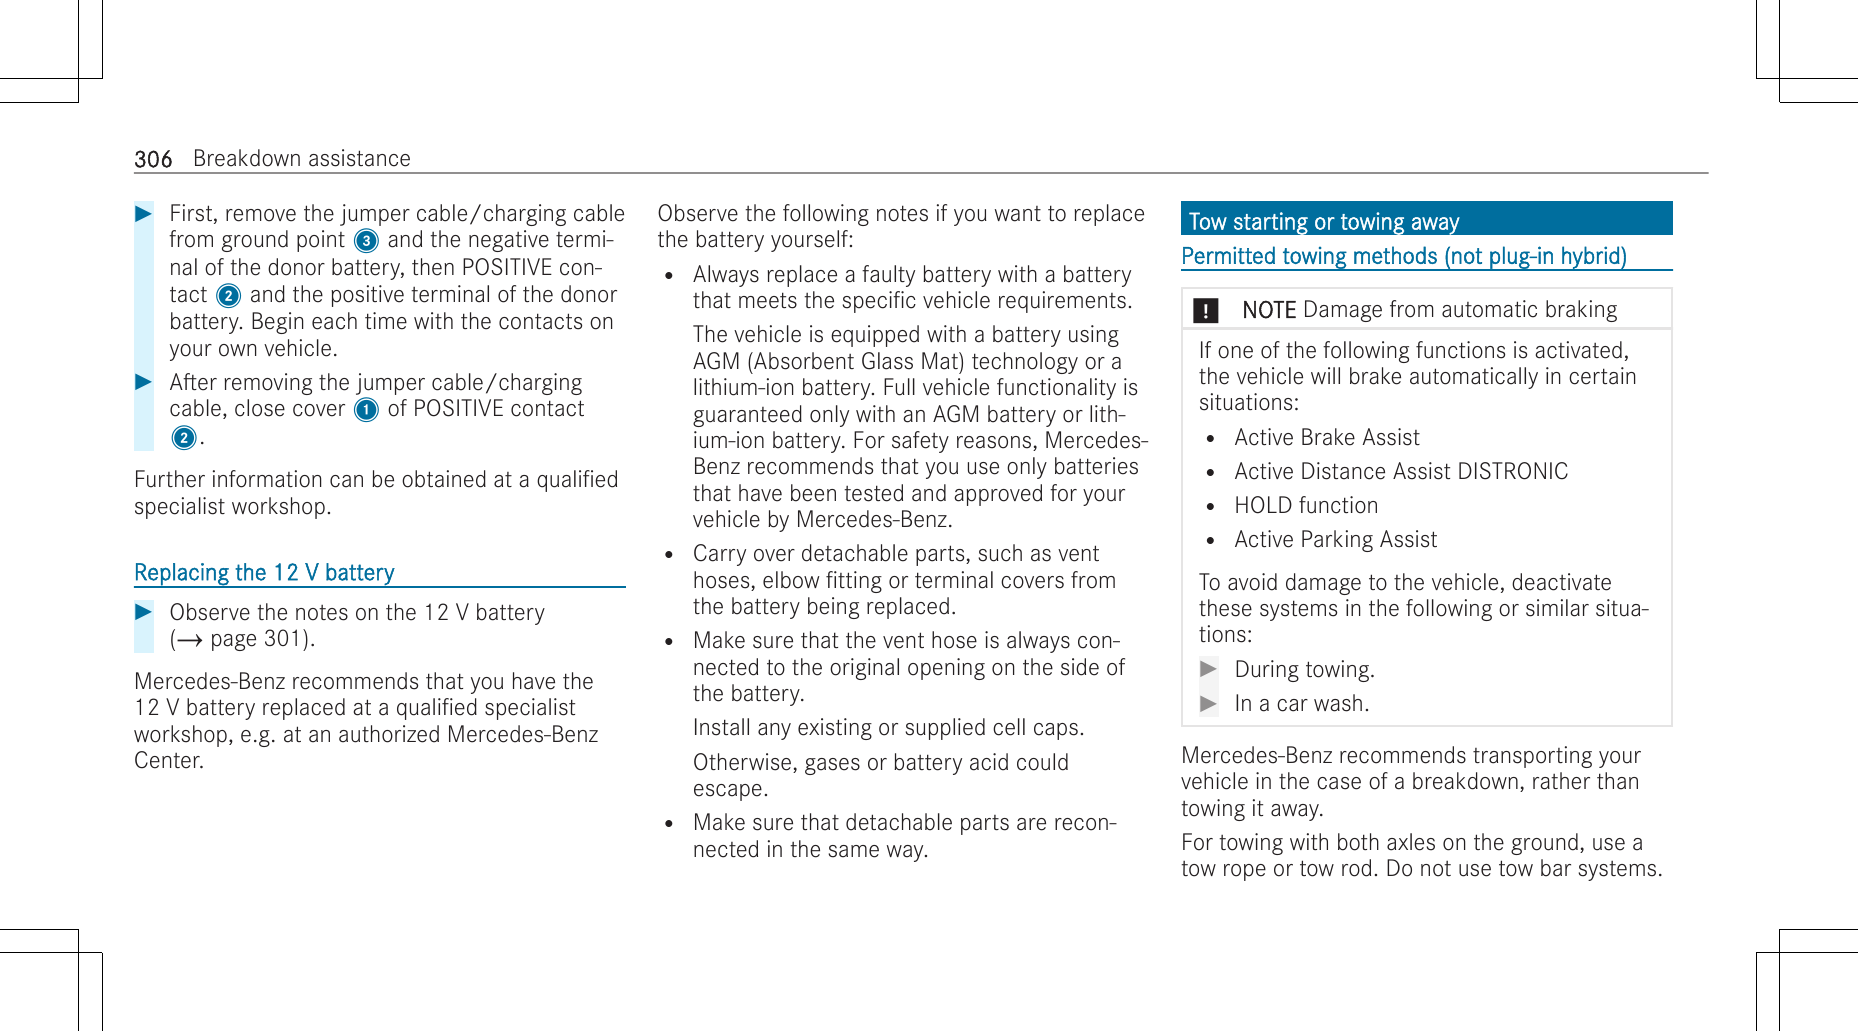 306 Breakdown assistance
▶ First, remove the jumper cable/charging cable
from ground point 3 and the negative termi-
nal of the donor battery, then POSITIVE con-
tact 2 and the positive terminal of the donor
battery. Begin each time with the contacts on
your own vehicle.
▶ After removing the jumper cable/charging
cable, close cover 1 of POSITIVE contact
2.
Further information can be obtained at a qualified
specialist workshop.
Replacing the 12 V battery
▶ Observe the notes on the 12 V battery
(→ page 301).
Mercedes-Benz recommends that you have the
12 V battery replaced at a qualified specialist
workshop, e.g. at an authorized Mercedes-Benz
Center.
Observe the following notes if you want to replace
the battery yourself:
• Always replace a faulty battery with a battery
that meets the specific vehicle requirements.
The vehicle is equipped with a battery using
AGM (Absorbent Glass Mat) technology or a
lithium-ion battery. Full vehicle functionality is
guaranteed only with an AGM battery or lith-
ium-ion battery. For safety reasons, Mercedes-
Benz recommends that you use only batteries
that have been tested and approved for your
vehicle by Mercedes-Benz.
• Carry over detachable parts, such as vent
hoses, elbow fitting or terminal covers from
the battery being replaced.
• Make sure that the vent hose is always con-
nected to the original opening on the side of
the battery.
Install any existing or supplied cell caps.
Otherwise, gases or battery acid could
escape.
• Make sure that detachable parts are recon-
nected in the same way.
Tow starting or towing away
Permitted towing methods (not plug-in hybrid)
! NOTE Damage from automatic braking
If one of the following functions is activated,
the vehicle will brake automatically in certain
situations:
• Active Brake Assist
• Active Distance Assist DISTRONIC
• HOLD function
• Active Parking Assist
To avoid damage to the vehicle, deactivate
these systems in the following or similar situa-
tions:
▶ During towing.
▶ In a car wash.
Mercedes-Benz recommends transporting your
vehicle in the case of a breakdown, rather than
towing it away.
For towing with both axles on the ground, use a
tow rope or tow rod. Do not use tow bar systems.